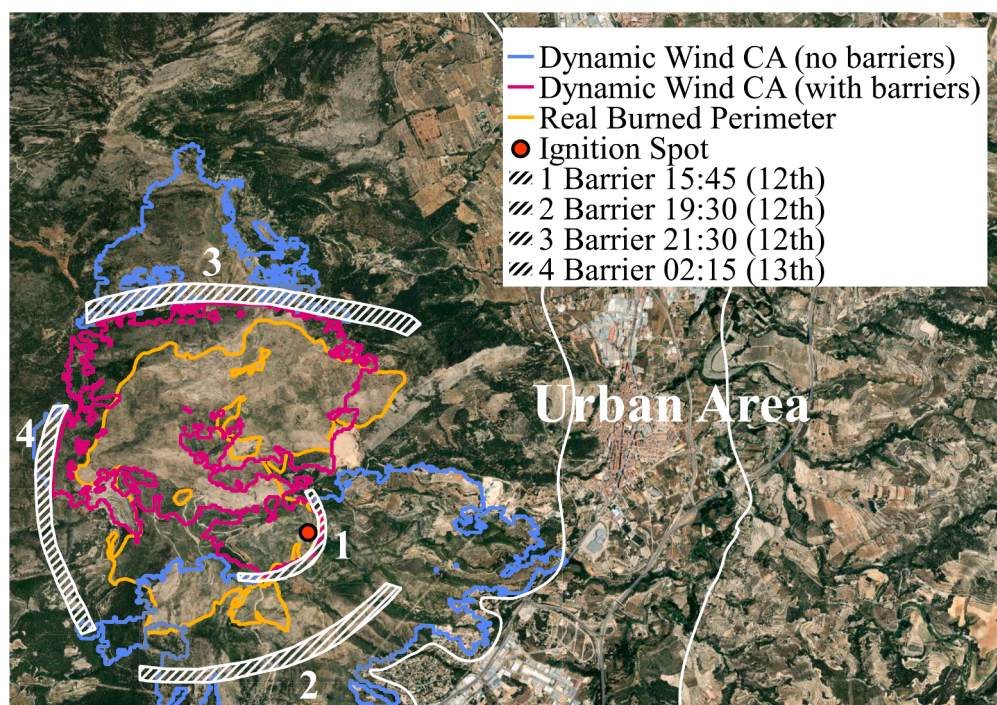 Dynamic Wind CA (no barriers)
Dynamic Wind CA (with barriers)
Real Burned Perimeter
Ignition Spot
1 Barrier 15:45 (12th)
2 Barrier 19:30 (12th)
3 Barrier 21:30 (12th)
4 Barrier 02:15 (13th)
3
Urban Area
4
1
2